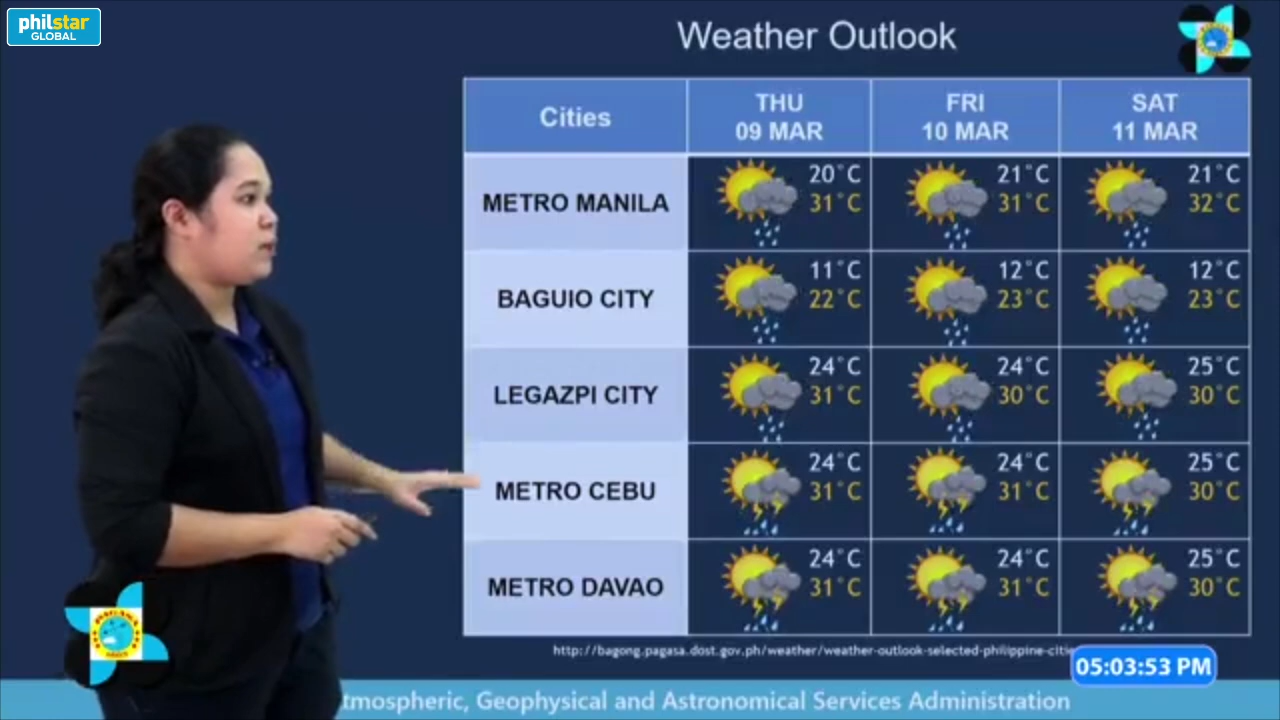 philstar
GLOBAL
Weather Outlook
Cities
THU
09 MAR
FRI
10 MAR
SAT
11 MAR
METRO MANILA
20°C
31°C
21°C
31°C
21°C
32°C
BAGUIO CITY
11°C
22°C
12°C
23°C
12°C
23°C
LEGAZPI CITY
24°C
31°C
24°C
30°C
25°C
30°C
METRO CEBU
24°C
31°C
24°C
31°C
25°C
30°C
METRO DAVAO
24°C
31°C
24°C
31°C
25°C
30°C
http://bagong.pagasa.dost.gov.ph/weather/weather-outlook-selected-philippine-citie
05:03:53 PM
tmospheric, Geophysical and Astronomical Services Administration